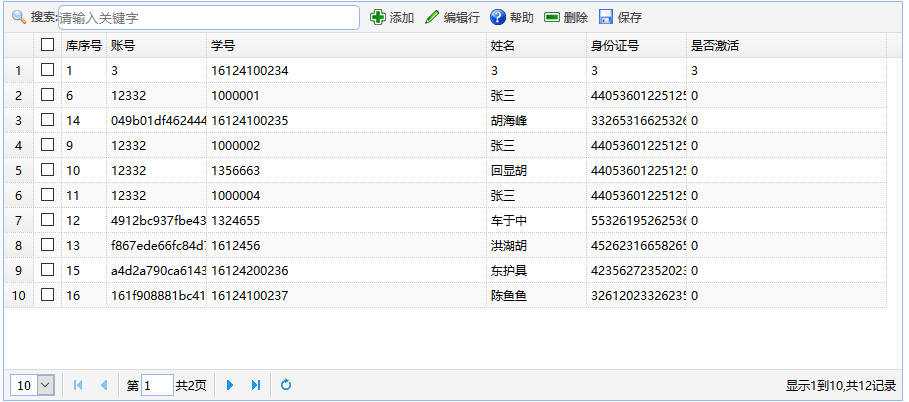 搜索: 请输入关键字 添加 编辑行 帮助 删除 保存
库序号 账号 学号 姓名 身份证号 是否激活
1 1 3 16124100234 3 3 3
2 6 12332 1000001 张三 44053601225125 0
3 14 049b01df462444 16124100235 胡海峰 33265316625326 0
4 9 12332 1000002 张三 44053601225125 0
5 10 12332 1356663 回显胡 44053601225125 0
6 11 12332 1000004 张三 44053601225125 0
7 12 4912bc937fbe43 1324655 车于中 55326195262536 0
8 13 f867ede66fc84d7 1612456 洪湖胡 45262316658265 0
9 15 a4d2a790ca6143 16124200236 东护具 42356272352023 0
10 16 161f908881bc41 16124100237 陈鱼鱼 32612023326235 0
10 第 1 共2页 显示1到10,共12记录